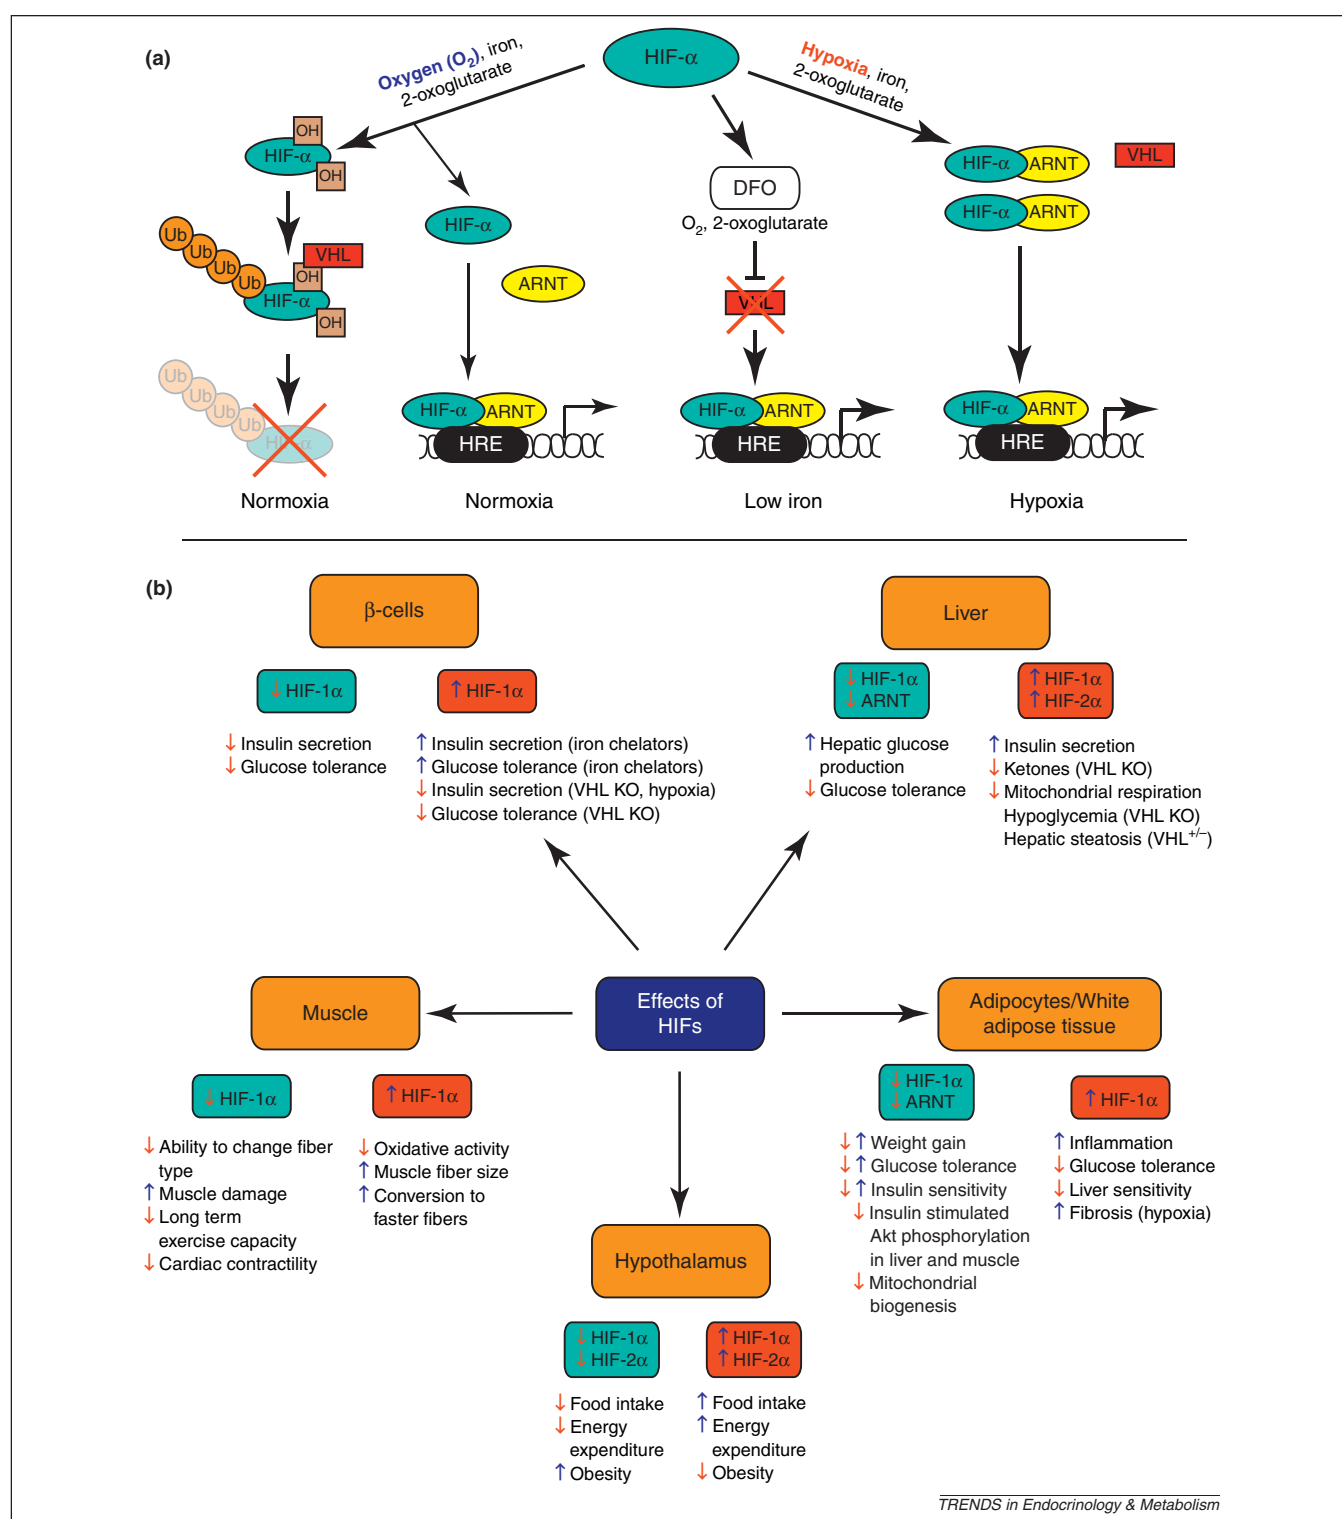 (a)
Oxygen (O2), iron,
2-oxoglutarate
HIF-α
Hypoxia, iron,
2-oxoglutarate
OH
HIF-α
OH
Ub
Ub
Ub
Ub
VHL
OH
HIF-α
OH
Ub
Ub
Ub
Ub
HIF-α
Normoxia
HIF-α
ARNT
HIF-α
ARNT
HRE
Normoxia
DFO
O2, 2-oxoglutarate
VHL
HIF-α
ARNT
HRE
Low iron
HIF-α
ARNT
VHL
HIF-α
ARNT
HIF-α
ARNT
HRE
Hypoxia
(b)
β-cells
↓ HIF-1α
↓ Insulin secretion
↓ Glucose tolerance
↑ HIF-1α
↑ Insulin secretion (iron chelators)
↑ Glucose tolerance (iron chelators)
↓ Insulin secretion (VHL KO, hypoxia)
↓ Glucose tolerance (VHL KO)
Liver
↓ HIF-1α
↓ ARNT
↑ Hepatic glucose
production
↓ Glucose tolerance
↑ HIF-1α
↑ HIF-2α
↑ Insulin secretion
↓ Ketones (VHL KO)
↓ Mitochondrial respiration
Hypoglycemia (VHL KO)
Hepatic steatosis (VHL+/–)
Muscle
↓ HIF-1α
↓ Ability to change fiber
type
↑ Muscle damage
↓ Long term
exercise capacity
↓ Cardiac contractility
↑ HIF-1α
↓ Oxidative activity
↑ Muscle fiber size
↑ Conversion to
faster fibers
Effects of
HIFs
Adipocytes/White
adipose tissue
↓ HIF-1α
↓ ARNT
↓ ↑ Weight gain
↓ ↑ Glucose tolerance
↓ ↑ Insulin sensitivity
↓ Insulin stimulated
Akt phosphorylation
in liver and muscle
↓ Mitochondrial
biogenesis
↑ HIF-1α
↑ Inflammation
↓ Glucose tolerance
↓ Liver sensitivity
↑ Fibrosis (hypoxia)
Hypothalamus
↓ HIF-1α
↓ HIF-2α
↓ Food intake
↓ Energy
expenditure
↑ Obesity
↑ HIF-1α
↑ HIF-2α
↑ Food intake
↑ Energy
expenditure
↓ Obesity
TRENDS in Endocrinology & Metabolism